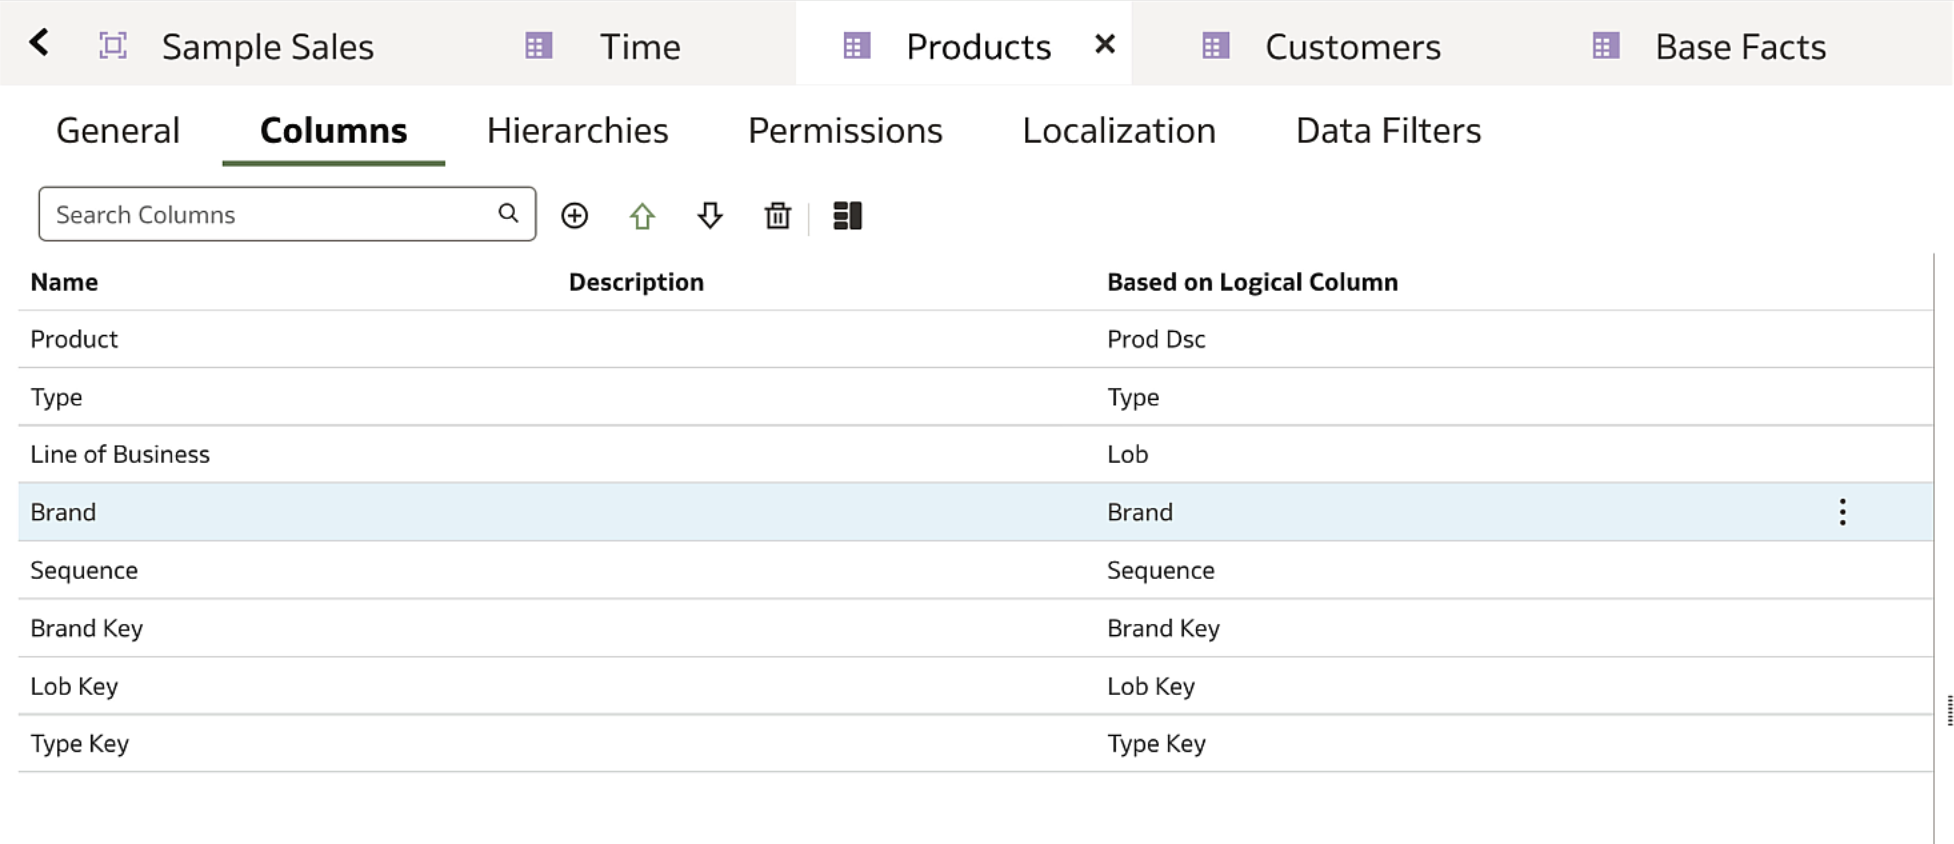 Sample Sales Time Products Customers Base Facts
General Columns Hierarchies Permissions Localization Data Filters
Search Columns
Name Description Based on Logical Column
Product Prod Dsc
Type Type
Line of Business Lob
Brand Brand
Sequence Sequence
Brand Key Brand Key
Lob Key Lob Key
Type Key Type Key